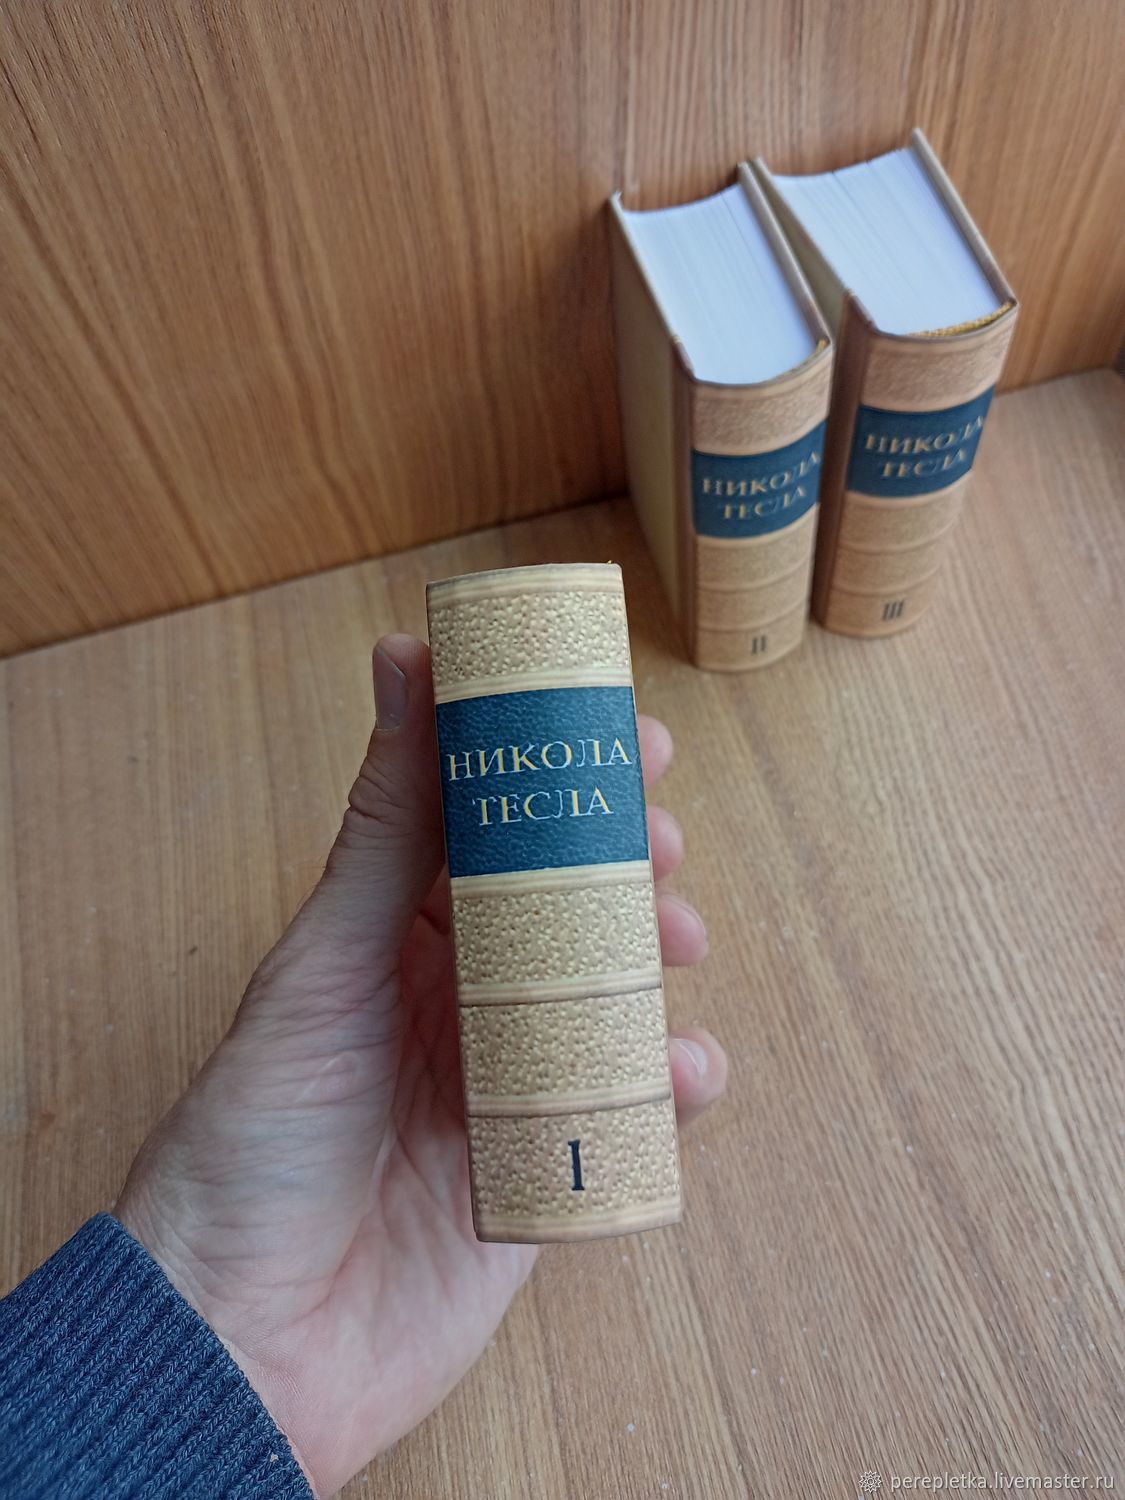 НИКОЛА
ТЕСЛА
II
НИКОЛА
ТЕСЛА
III
НИКОЛА
ТЕСЛА
I
perepletka.livemaster.ru